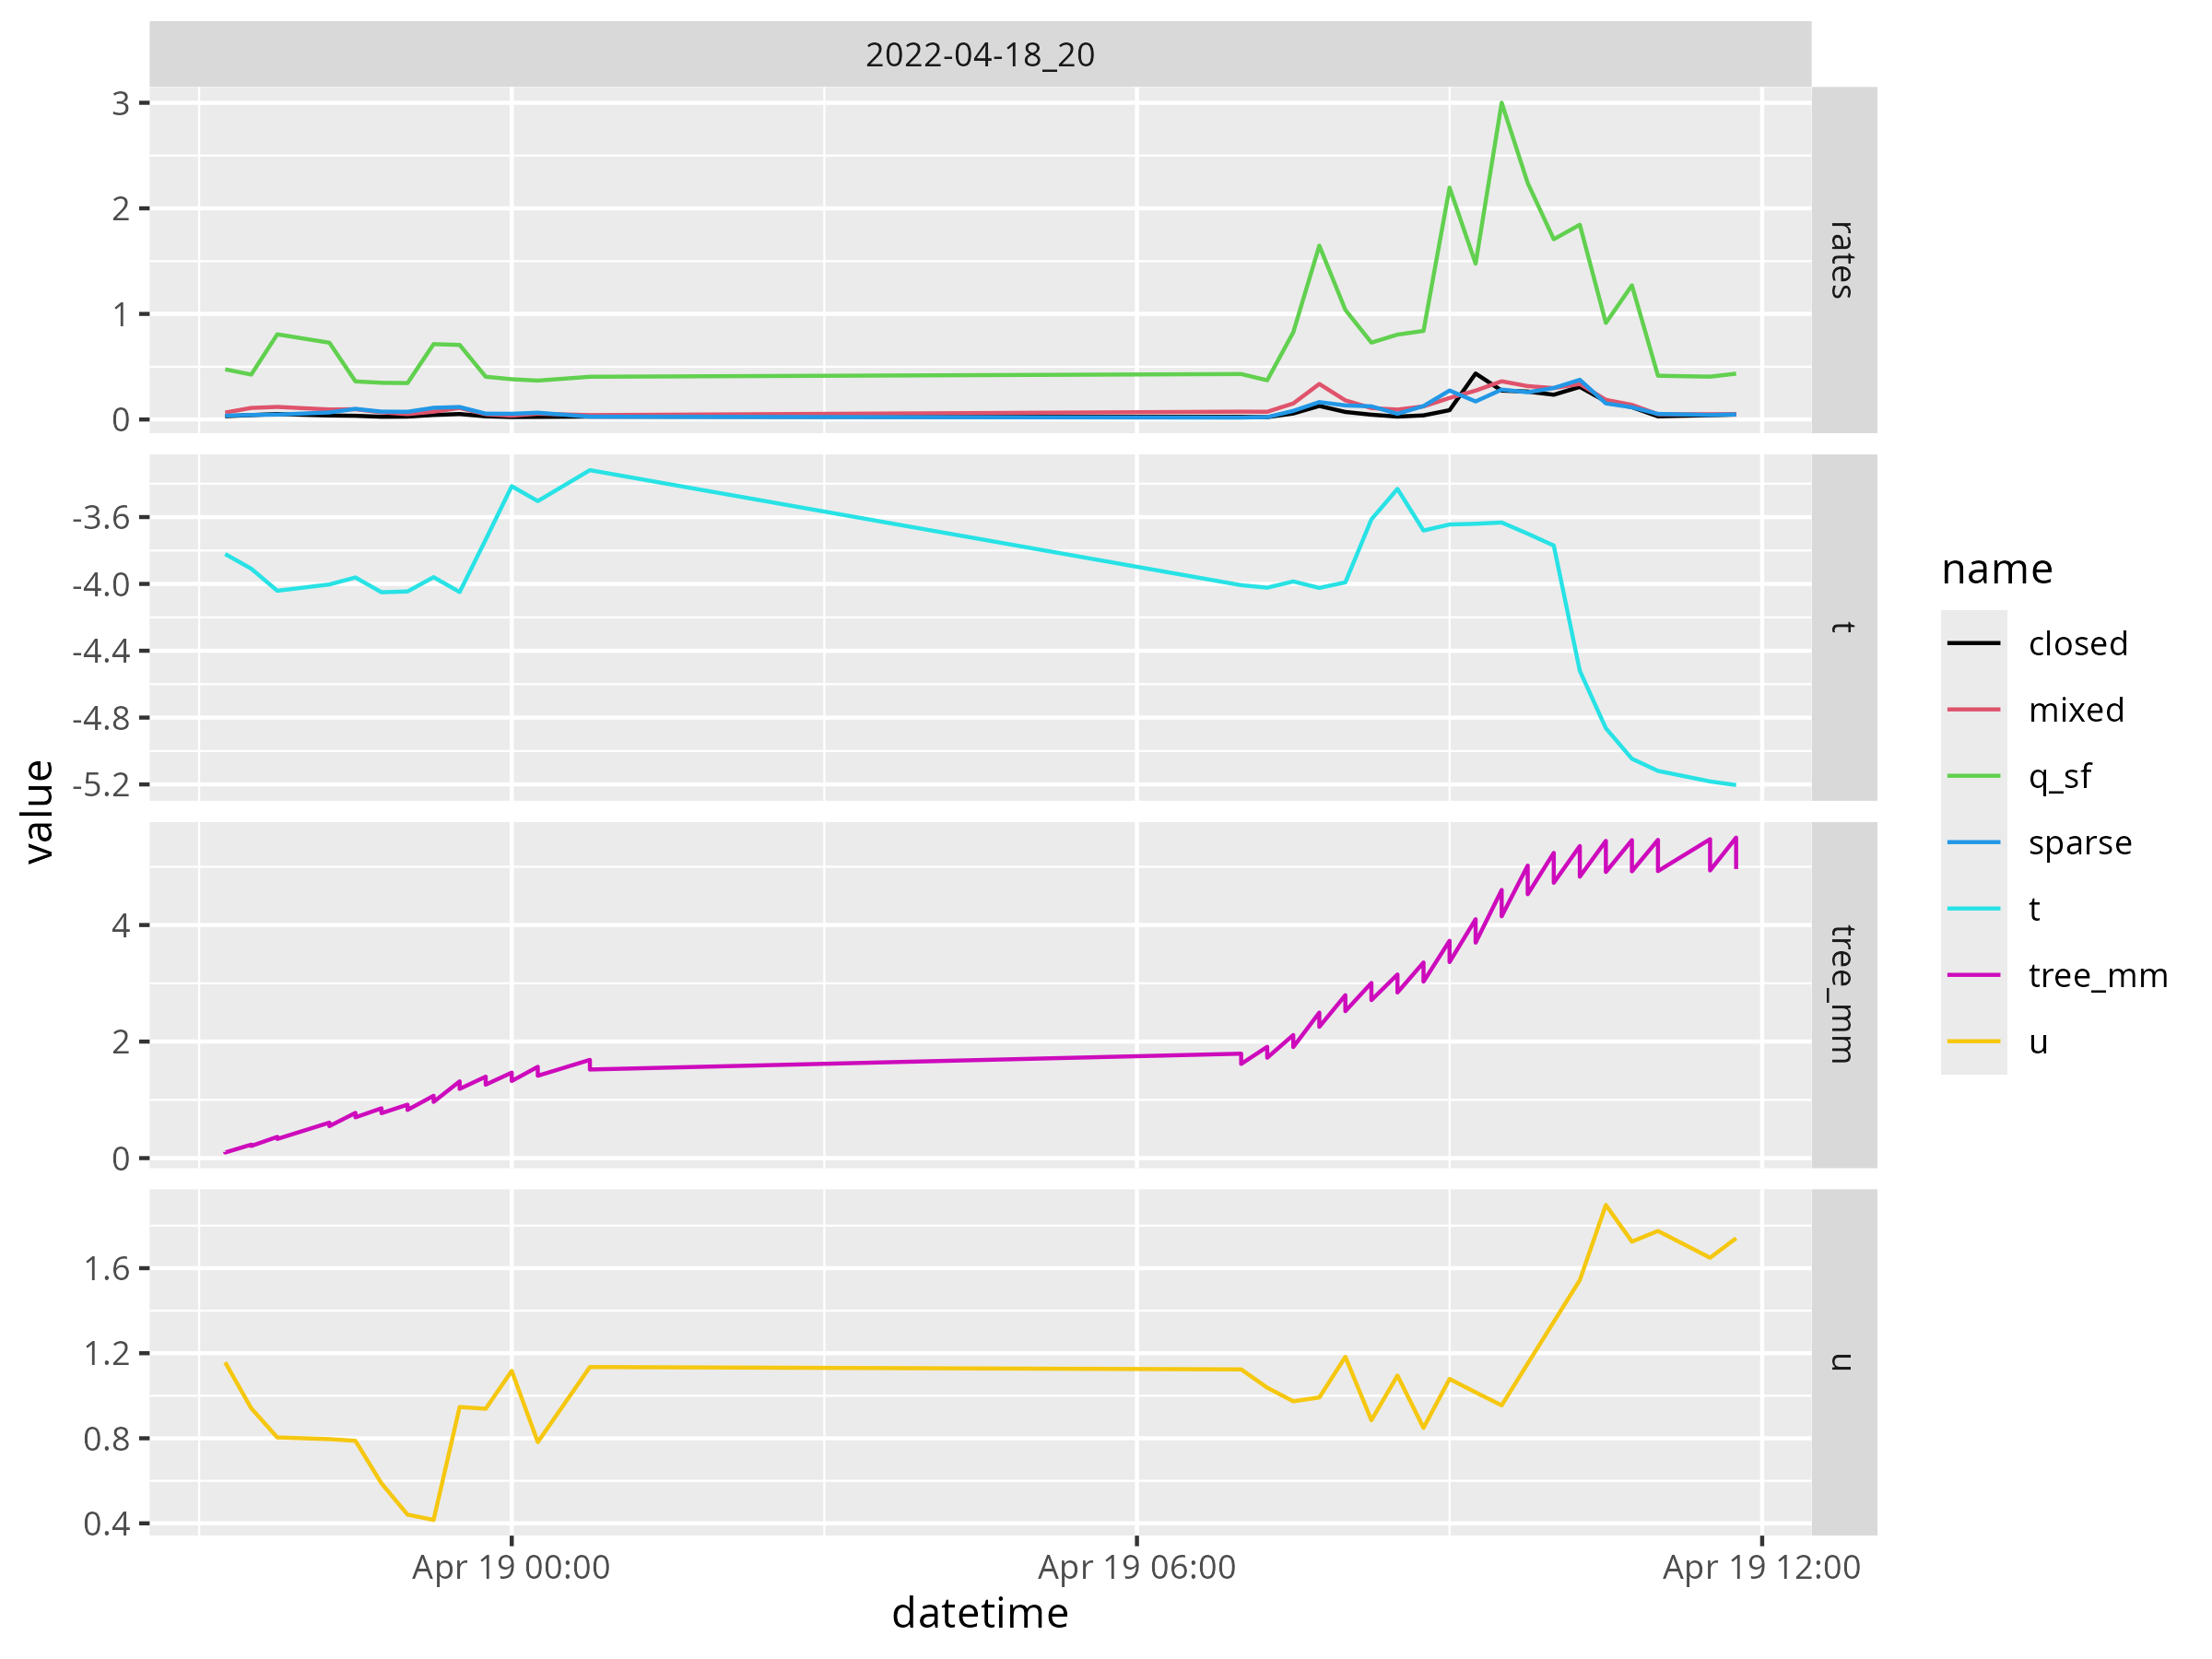 2022-04-18_20
3
2
1
0
rates
-3.6
-4.0
-4.4
-4.8
-5.2
t
4
2
0
tree_mm
1.6
1.2
0.8
0.4
u
value
Apr 19 00:00
Apr 19 06:00
Apr 19 12:00
datetime
name
closed
mixed
q_sf
sparse
t
tree_mm
u